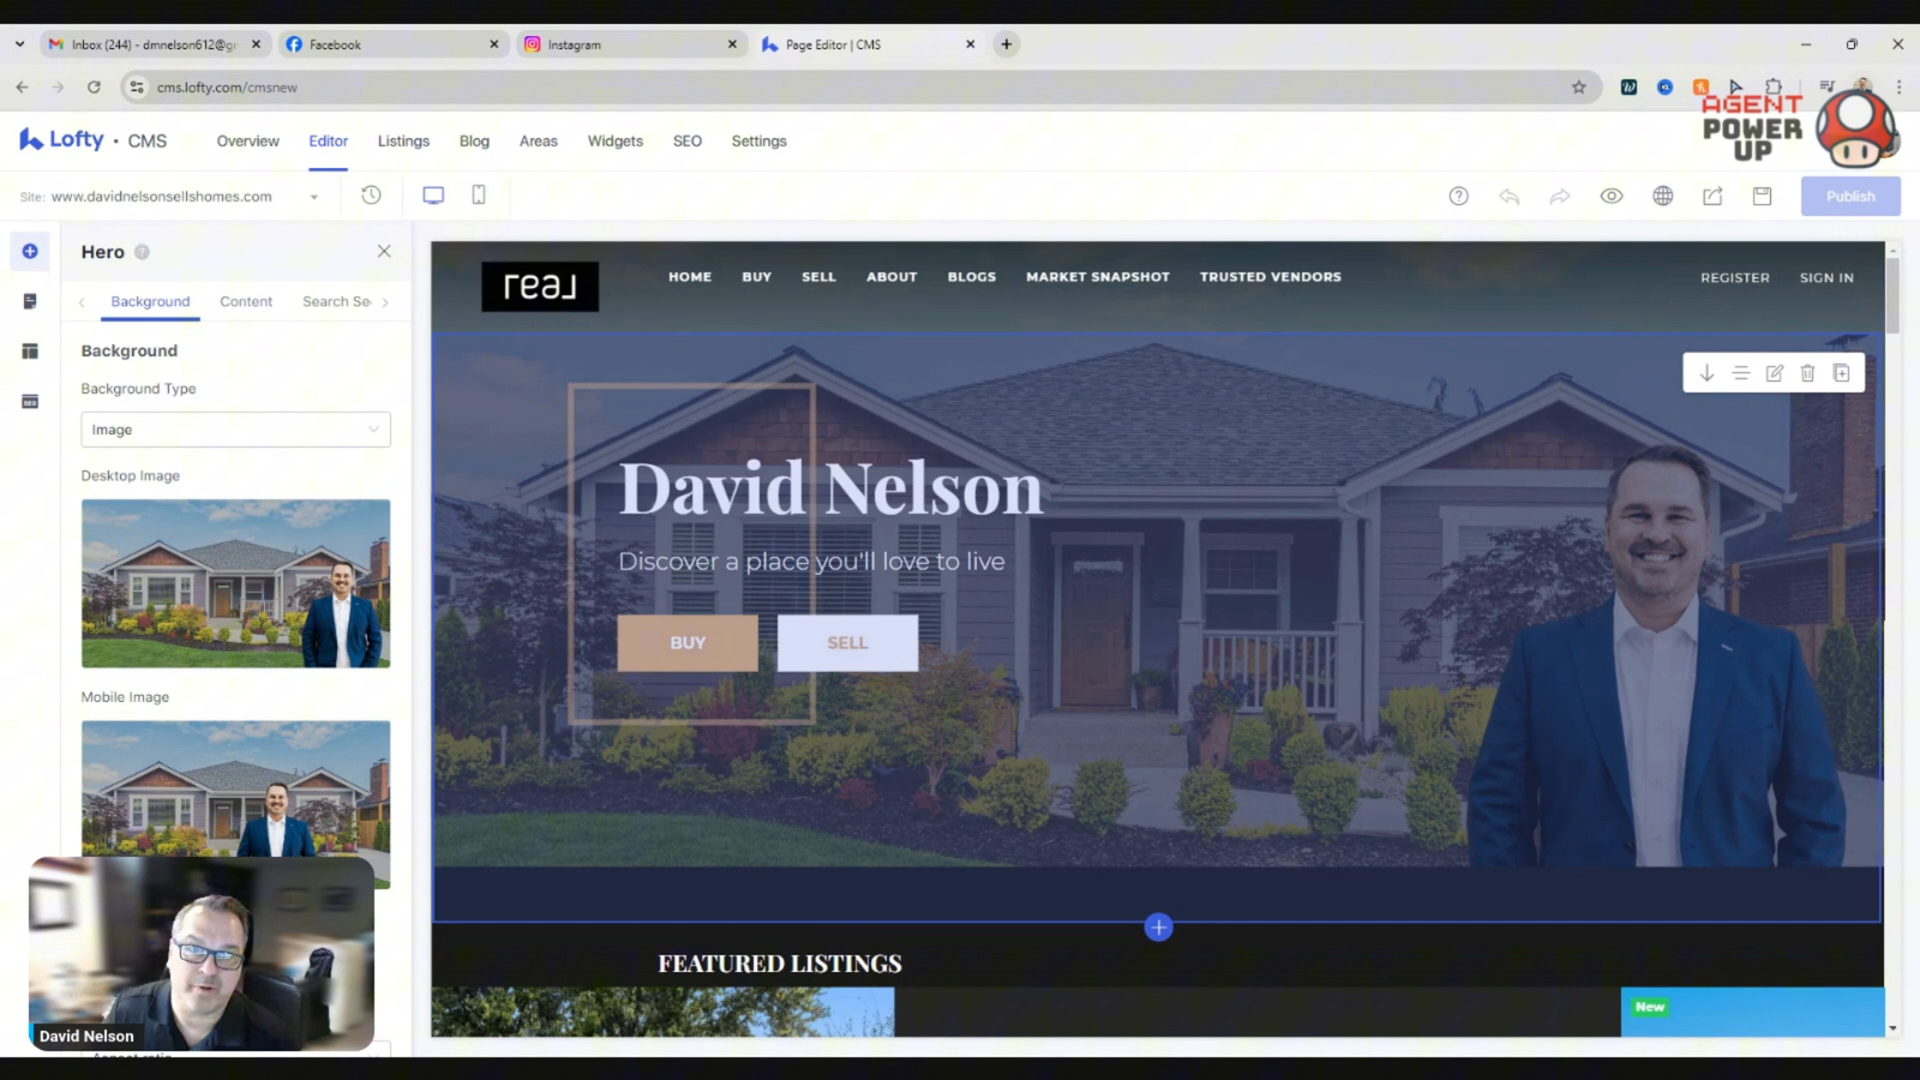 Inbox (244) - dmnelson612@g
Facebook
Instagram
Page Editor | CMS
cms.lofty.com/cmsnew
AGENT
POWER
UP
Lofty · CMS
Overview
Editor
Listings
Blog
Areas
Widgets
SEO
Settings
Site: www.davidnelsonsellshomes.com
Publish
Hero
Background
Content
Search Se
Background
Background Type
Image
Desktop Image
Mobile Image
SEO
real
HOME
BUY
SELL
ABOUT
BLOGS
MARKET SNAPSHOT
TRUSTED VENDORS
REGISTER
SIGN IN
David Nelson
Discover a place you'll love to live
BUY
SELL
FEATURED LISTINGS
New
David Nelson
Aspect ratio